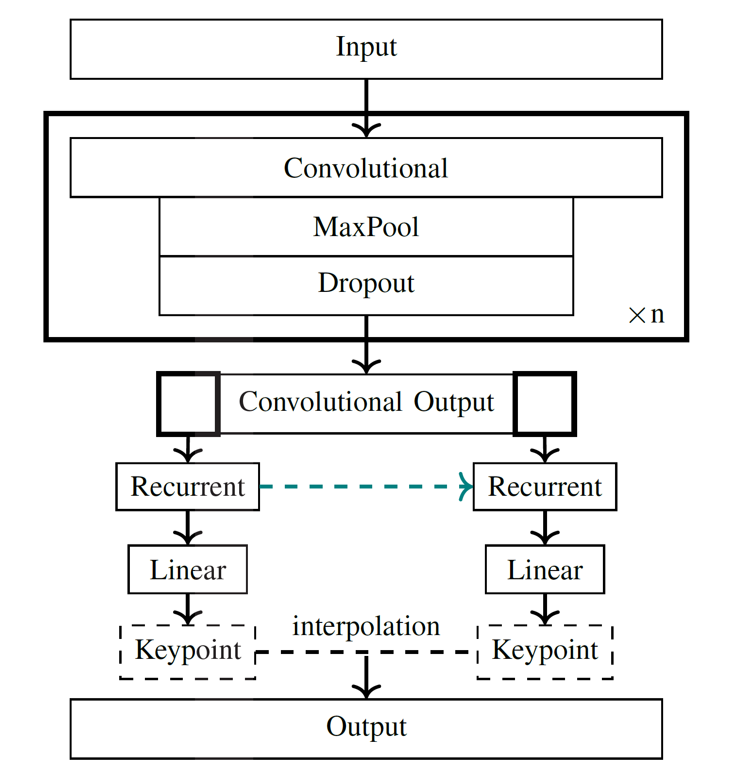 Input
Convolutional
MaxPool
Dropout
×n
Convolutional Output
Recurrent
Recurrent
Linear
Linear
interpolation
Keypoint
Keypoint
Output